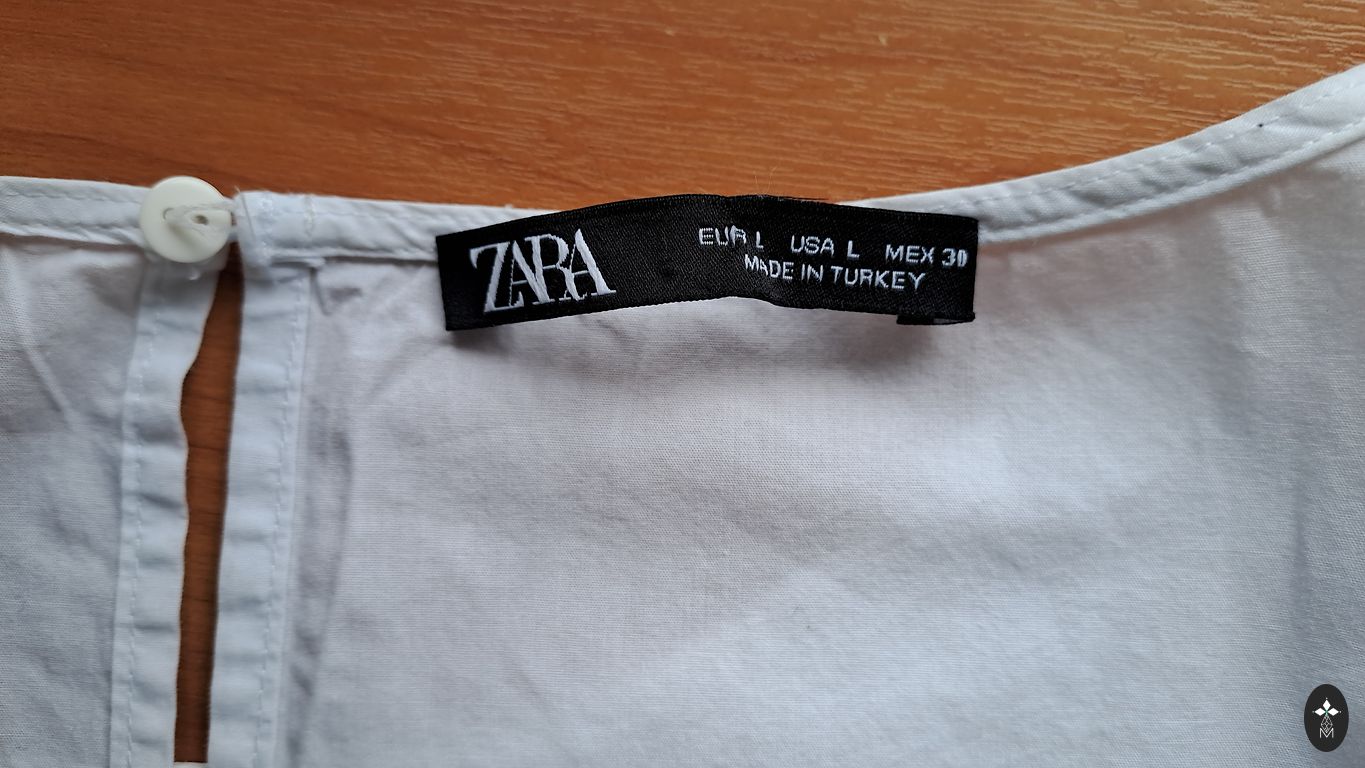 ZARA
EUR L USA L MEX 30
MADE IN TURKEY
M